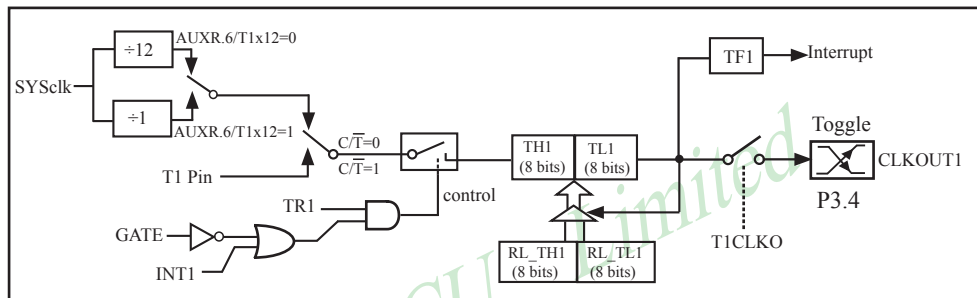 ÷12
AUXR.6/T1x12=0
SYSclk
÷1
AUXR.6/T1x12=1
C/T̅=0
C/T̅=1
T1 Pin
control
TR1
GATE
INT1
TH1
(8 bits)
TL1
(8 bits)
RL_TH1
(8 bits)
RL_TL1
(8 bits)
TF1
Interrupt
Toggle
CLKOUT1
P3.4
T1CLKO
Limited